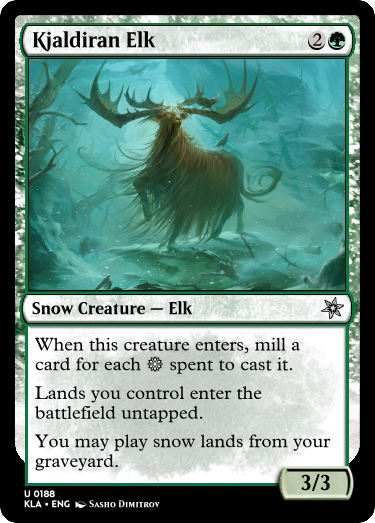 Kjaldiran Elk 2
Snow Creature — Elk
When this creature enters, mill a
card for each spent to cast it.
Lands you control enter the
battlefield untapped.
You may play snow lands from your
graveyard.
3/3
U 0188
KLA • ENG Sasho Dimitrov